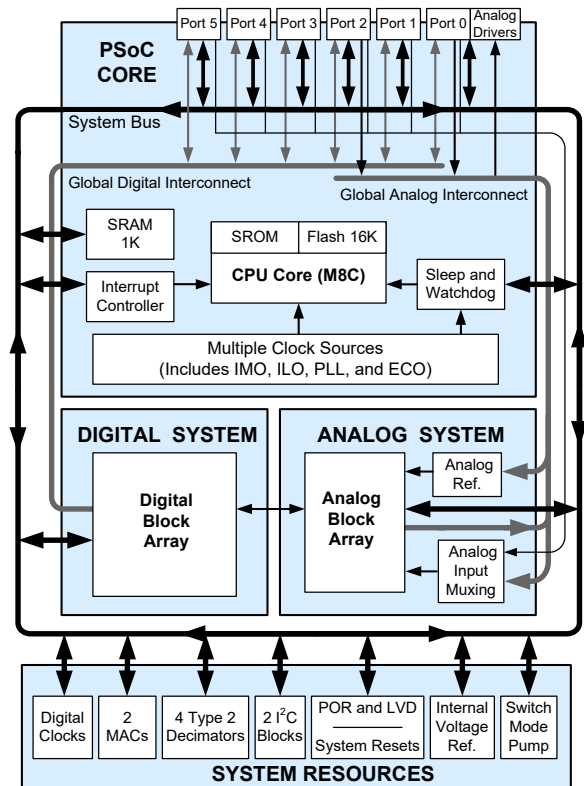 Port 5 Port 4 Port 3 Port 2 Port 1 Port 0 Analog
Drivers
PSoC
CORE
System Bus
Global Digital Interconnect
Global Analog Interconnect
SRAM
1K
SROM Flash 16K
CPU Core (M8C)
Interrupt
Controller
Sleep and
Watchdog
Multiple Clock Sources
(Includes IMO, ILO, PLL, and ECO)
DIGITAL SYSTEM
Digital
Block
Array
ANALOG SYSTEM
Analog
Block
Array
Analog
Ref.
Analog
Input
Muxing
Digital
Clocks
2
MACs
4 Type 2
Decimators
2 I²C
Blocks
POR and LVD
System Resets
Internal
Voltage
Ref.
Switch
Mode
Pump
SYSTEM RESOURCES